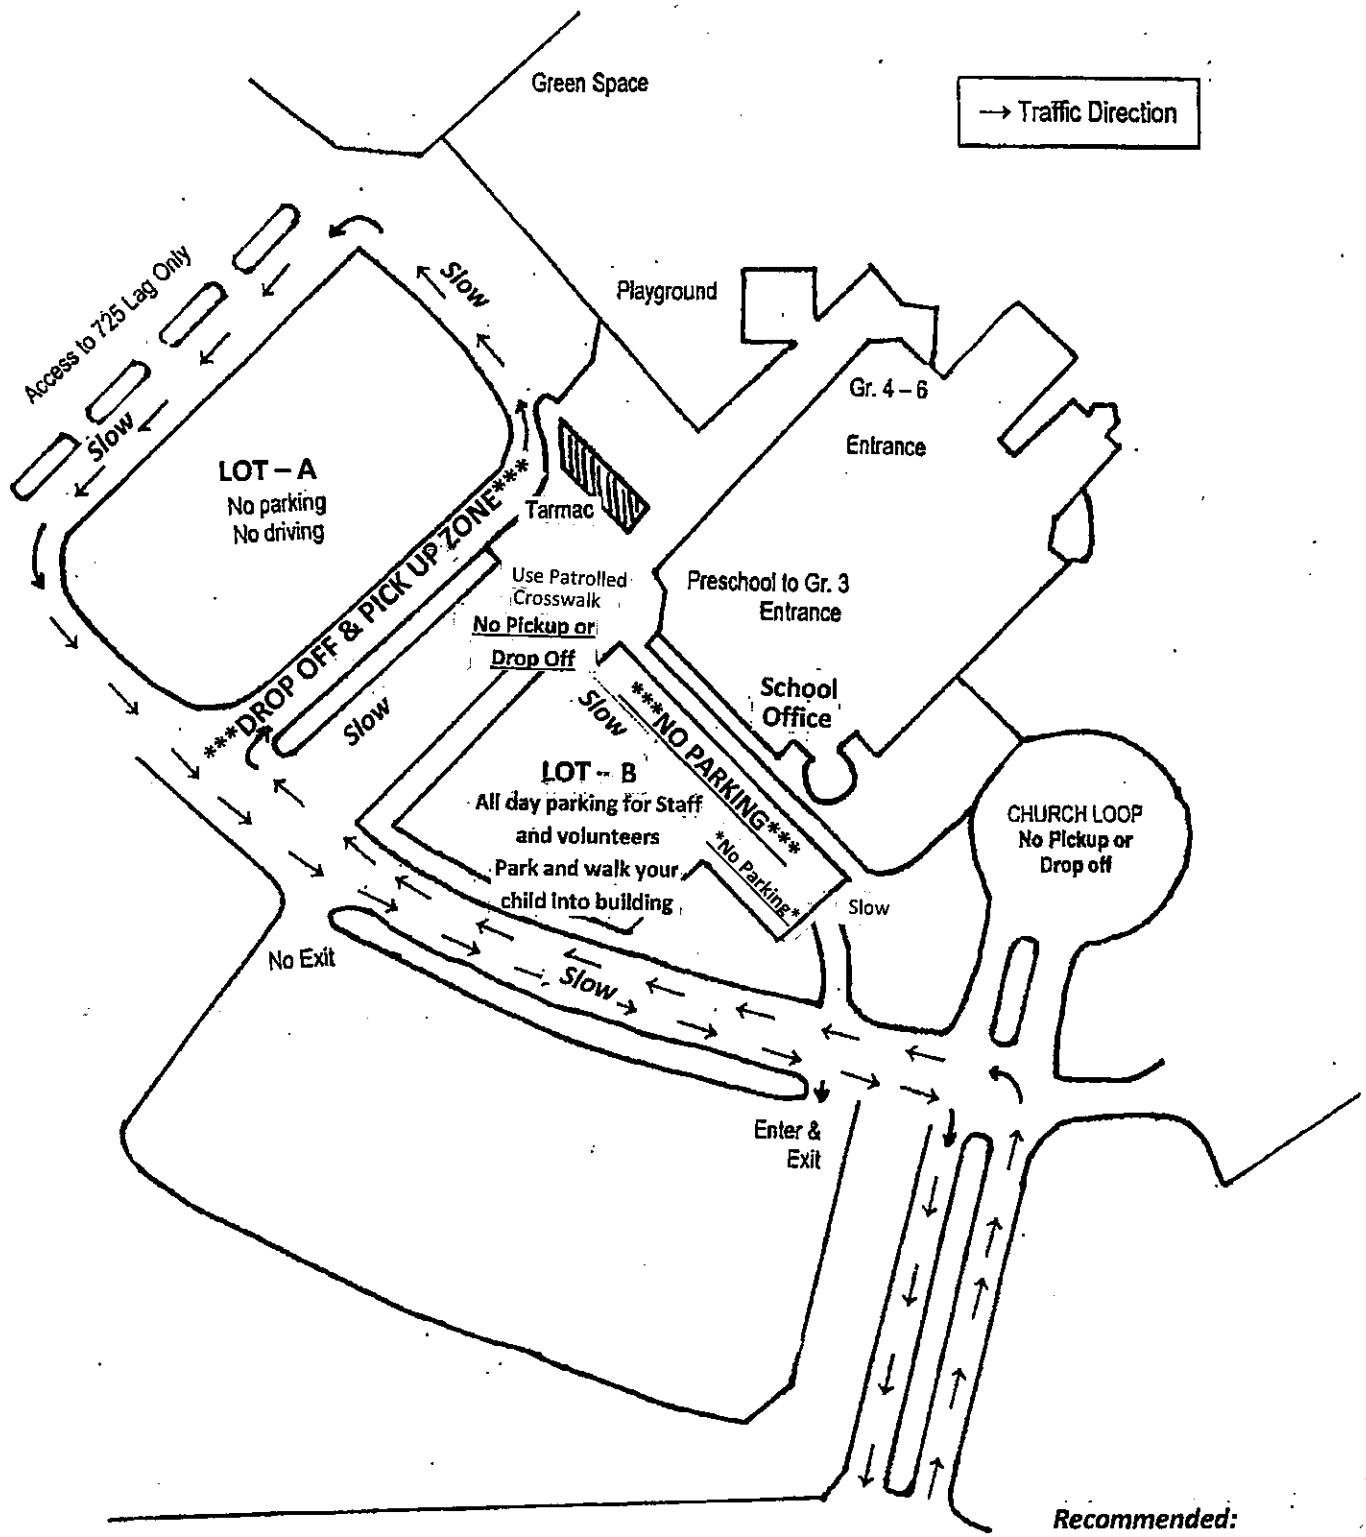 Green Space
→ Traffic Direction
Slow
Access to 725 Lag Only
Playground
Gr. 4 – 6
Entrance
Slow
LOT – A
No parking
No driving
***DROP OFF & PICK UP ZONE***
Tarmac
Use Patrolled
Crosswalk
No Pickup or
Drop Off
Preschool to Gr. 3
Entrance
School
Office
Slow
Slow
***NO PARKING***
LOT – B
All day parking for Staff
and volunteers
Park and walk your
child into building
*No Parking*
CHURCH LOOP
No Pickup or
Drop off
Slow
No Exit
Slow
Enter &
Exit
Recommended: